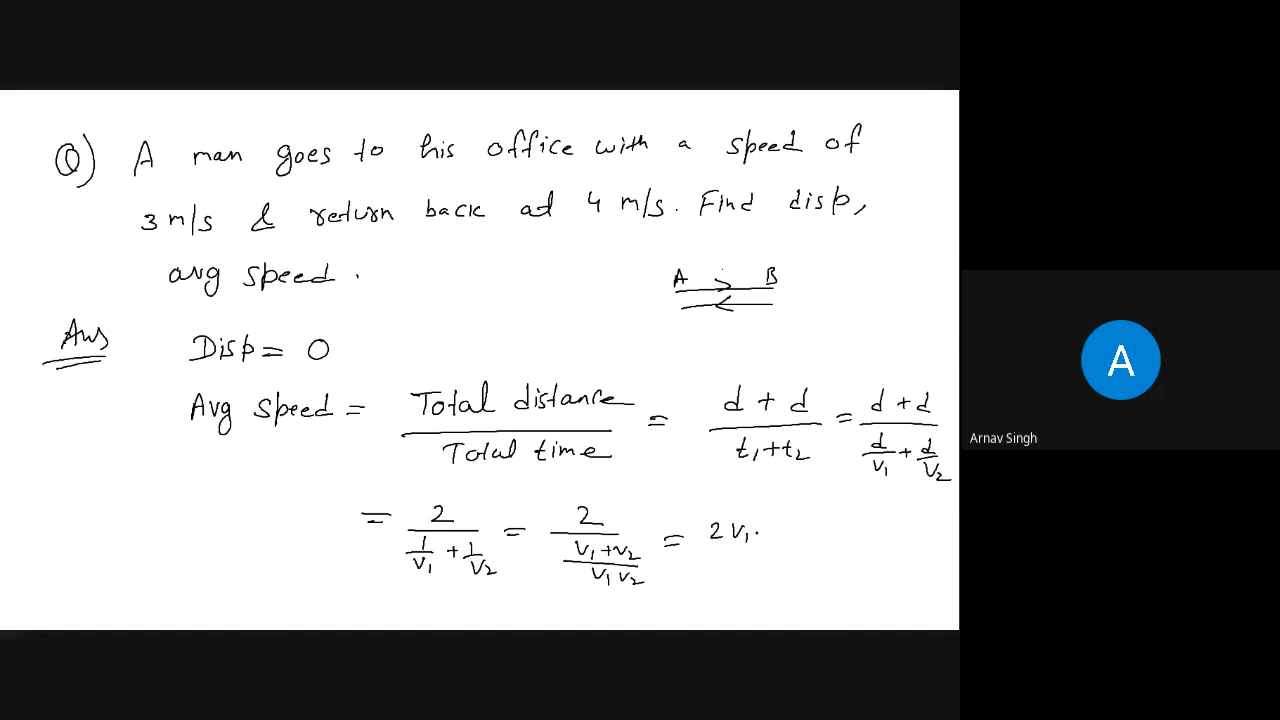 Q) A man goes to his office with a speed of
3 m/s & return back at 4 m/s. Find disp,
avg speed.
A B
Ans Disp = 0
Avg speed = Total distance / Total time = d + d / t₁+t₂ = d + d / d/v₁ + d/v₂
= 2 / 1/v₁ + 1/v₂ = 2 / v₁+v₂ / v₁v₂ = 2 v₁.
A
Arnav Singh